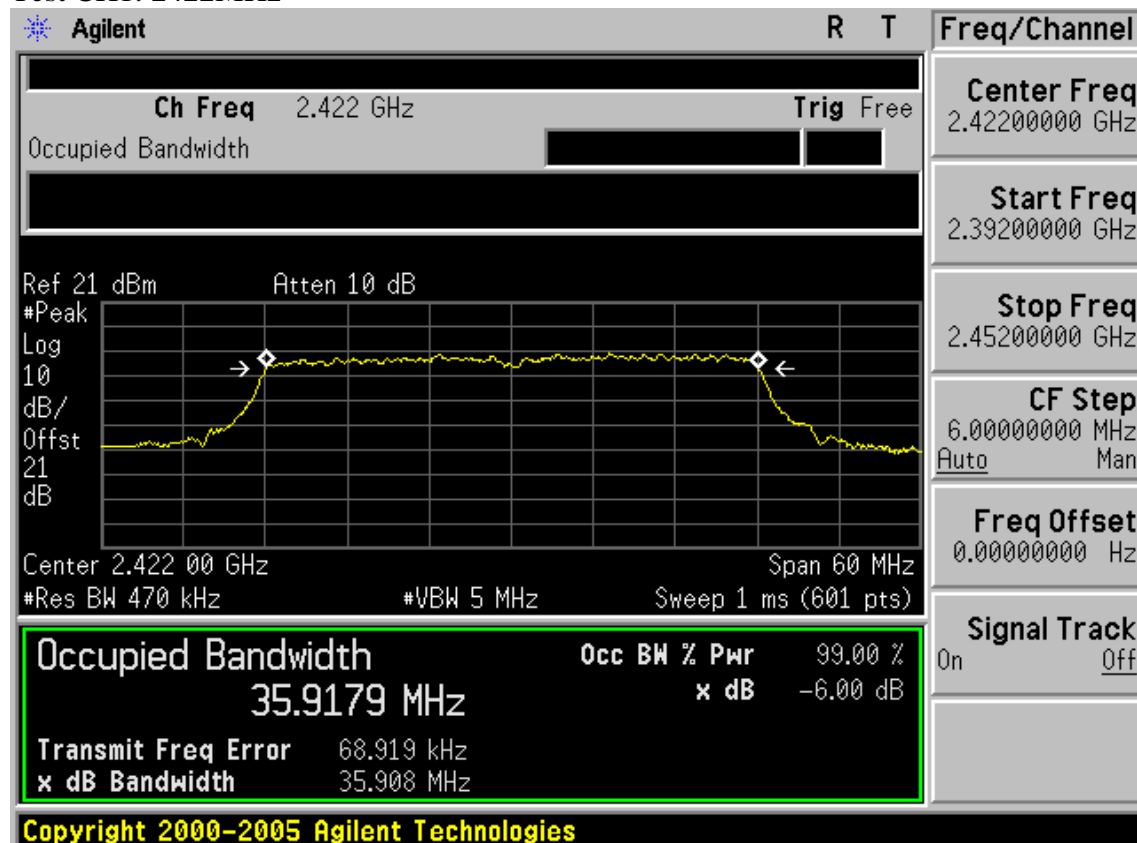 Agilent R T
Freq/Channel
Ch Freq 2.422 GHz Trig Free
Occupied Bandwidth
Center Freq
2.42200000 GHz
Start Freq
2.39200000 GHz
Stop Freq
2.45200000 GHz
CF Step
6.00000000 MHz
Auto Man
Freq Offset
0.00000000 Hz
Signal Track
On Off
Ref 21 dBm Atten 10 dB
#Peak
Log
10
dB/
Offst
21
dB
Center 2.422 00 GHz Span 60 MHz
#Res BW 470 kHz #VBW 5 MHz Sweep 1 ms (601 pts)
Occupied Bandwidth Occ BW % Pwr 99.00 %
35.9179 MHz x dB -6.00 dB
Transmit Freq Error 68.919 kHz
x dB Bandwidth 35.908 MHz
Copyright 2000-2005 Agilent Technologies